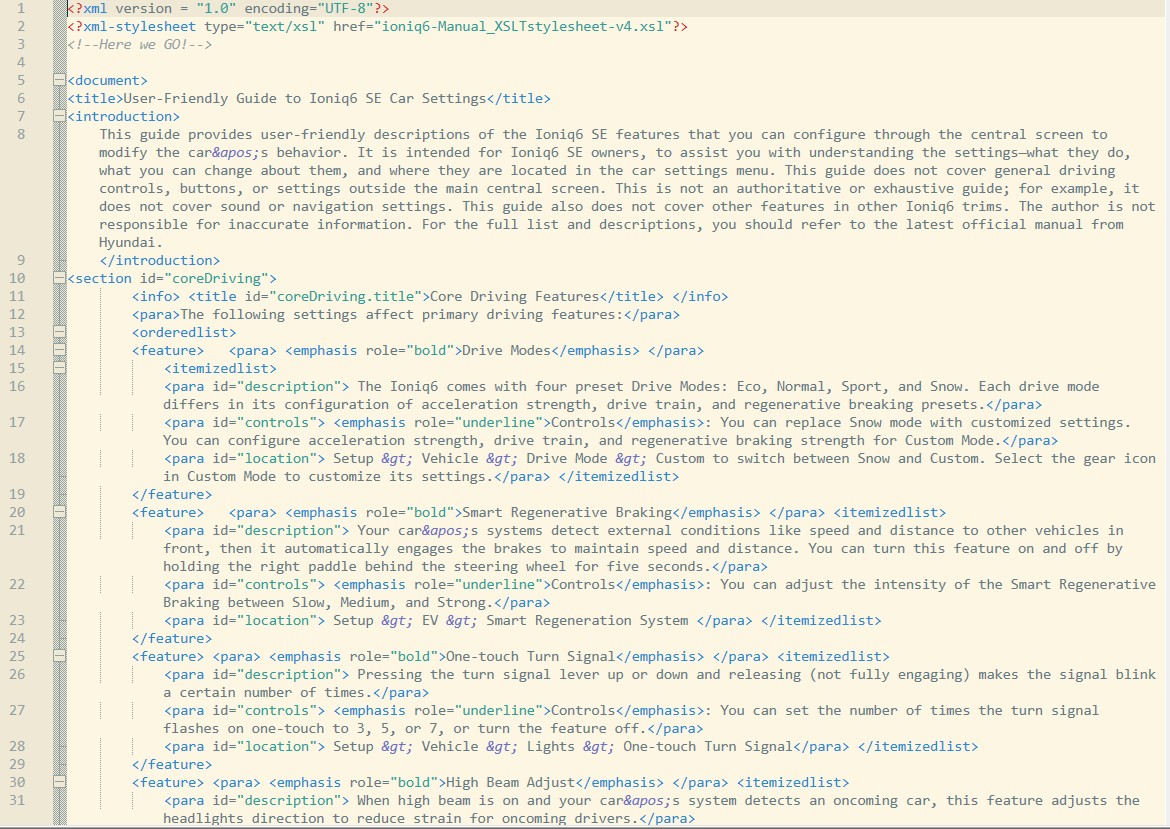 1 <?xml version = "1.0" encoding="UTF-8"?>
2 <?xml-stylesheet type="text/xsl" href="ioniq6-Manual_XSLTstylesheet-v4.xsl"?>
3 <!--Here we GO!-->
4
5 <document>
6 <title>User-Friendly Guide to Ioniq6 SE Car Settings</title>
7 <introduction>
8 This guide provides user-friendly descriptions of the Ioniq6 SE features that you can configure through the central screen to
modify the car&apos;s behavior. It is intended for Ioniq6 SE owners, to assist you with understanding the settings—what they do,
what you can change about them, and where they are located in the car settings menu. This guide does not cover general driving
controls, buttons, or settings outside the main central screen. This is not an authoritative or exhaustive guide; for example, it
does not cover sound or navigation settings. This guide also does not cover other features in other Ioniq6 trims. The author is not
responsible for inaccurate information. For the full list and descriptions, you should refer to the latest official manual from
Hyundai.
9 </introduction>
10 <section id="coreDriving">
11 <info> <title id="coreDriving.title">Core Driving Features</title> </info>
12 <para>The following settings affect primary driving features:</para>
13 <orderedlist>
14 <feature> <para> <emphasis role="bold">Drive Modes</emphasis> </para>
15 <itemizedlist>
16 <para id="description"> The Ioniq6 comes with four preset Drive Modes: Eco, Normal, Sport, and Snow. Each drive mode
differs in its configuration of acceleration strength, drive train, and regenerative breaking presets.</para>
17 <para id="controls"> <emphasis role="underline">Controls</emphasis>: You can replace Snow mode with customized settings.
You can configure acceleration strength, drive train, and regenerative braking strength for Custom Mode.</para>
18 <para id="location"> Setup &gt; Vehicle &gt; Drive Mode &gt; Custom to switch between Snow and Custom. Select the gear icon
in Custom Mode to customize its settings.</para> </itemizedlist>
19 </feature>
20 <feature> <para> <emphasis role="bold">Smart Regenerative Braking</emphasis> </para> <itemizedlist>
21 <para id="description"> Your car&apos;s systems detect external conditions like speed and distance to other vehicles in
front, then it automatically engages the brakes to maintain speed and distance. You can turn this feature on and off by
holding the right paddle behind the steering wheel for five seconds.</para>
22 <para id="controls"> <emphasis role="underline">Controls</emphasis>: You can adjust the intensity of the Smart Regenerative
Braking between Slow, Medium, and Strong.</para>
23 <para id="location"> Setup &gt; EV &gt; Smart Regeneration System </para> </itemizedlist>
24 </feature>
25 <feature> <para> <emphasis role="bold">One-touch Turn Signal</emphasis> </para> <itemizedlist>
26 <para id="description"> Pressing the turn signal lever up or down and releasing (not fully engaging) makes the signal blink
a certain number of times.</para>
27 <para id="controls"> <emphasis role="underline">Controls</emphasis>: You can set the number of times the turn signal
flashes on one-touch to 3, 5, or 7, or turn the feature off.</para>
28 <para id="location"> Setup &gt; Vehicle &gt; Lights &gt; One-touch Turn Signal</para> </itemizedlist>
29 </feature>
30 <feature> <para> <emphasis role="bold">High Beam Adjust</emphasis> </para> <itemizedlist>
31 <para id="description"> When high beam is on and your car&apos;s system detects an oncoming car, this feature adjusts the
headlights direction to reduce strain for oncoming drivers.</para>